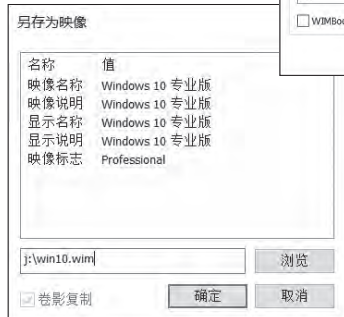 WIMBoo
另存为映像
名称 值
映像名称 Windows 10 专业版
映像说明 Windows 10 专业版
显示名称 Windows 10 专业版
显示说明 Windows 10 专业版
映像标志 Professional
j:\win10.wim
浏览
卷影复制
确定
取消